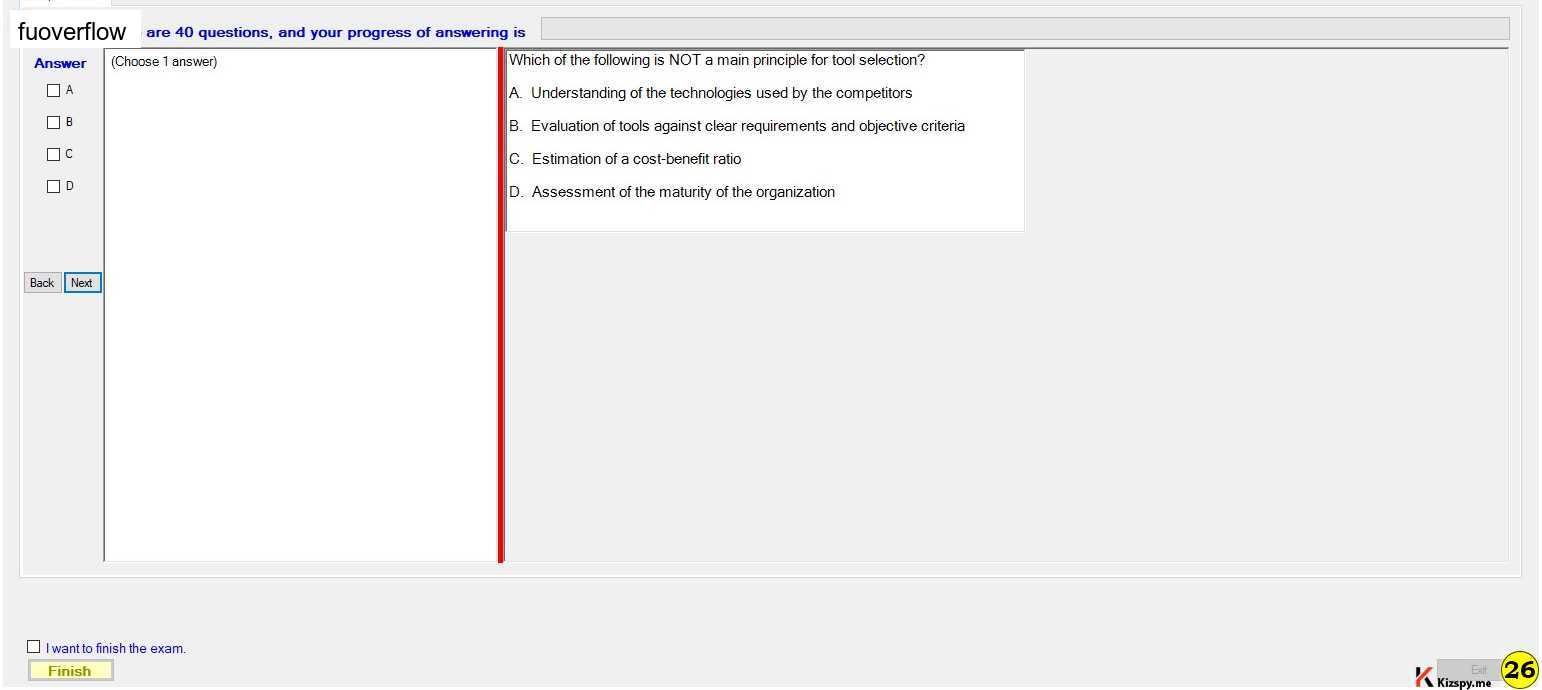 fuoverflow are 40 questions, and your progress of answering is
Answer
A
B
C
D
Back Next
(Choose 1 answer)
Which of the following is NOT a main principle for tool selection?
A. Understanding of the technologies used by the competitors
B. Evaluation of tools against clear requirements and objective criteria
C. Estimation of a cost-benefit ratio
D. Assessment of the maturity of the organization
I want to finish the exam.
Finish
Exit
Kizspy.me
26